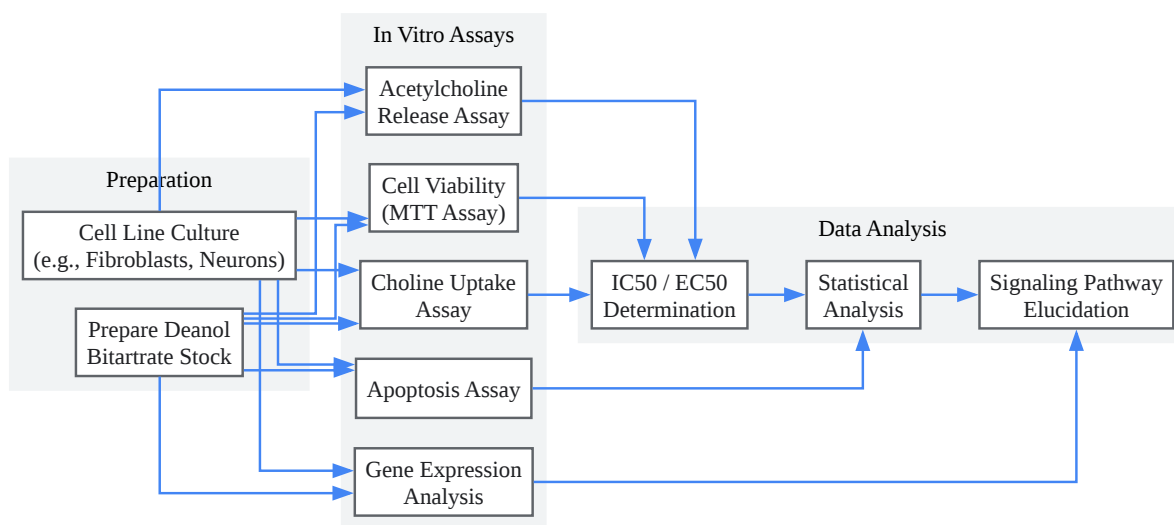 Preparation
Cell Line Culture
(e.g., Fibroblasts, Neurons)
Prepare Deanol
Bitartrate Stock
In Vitro Assays
Acetylcholine
Release Assay
Cell Viability
(MTT Assay)
Choline Uptake
Assay
Apoptosis Assay
Gene Expression
Analysis
Data Analysis
IC50 / EC50
Determination
Statistical
Analysis
Signaling Pathway
Elucidation